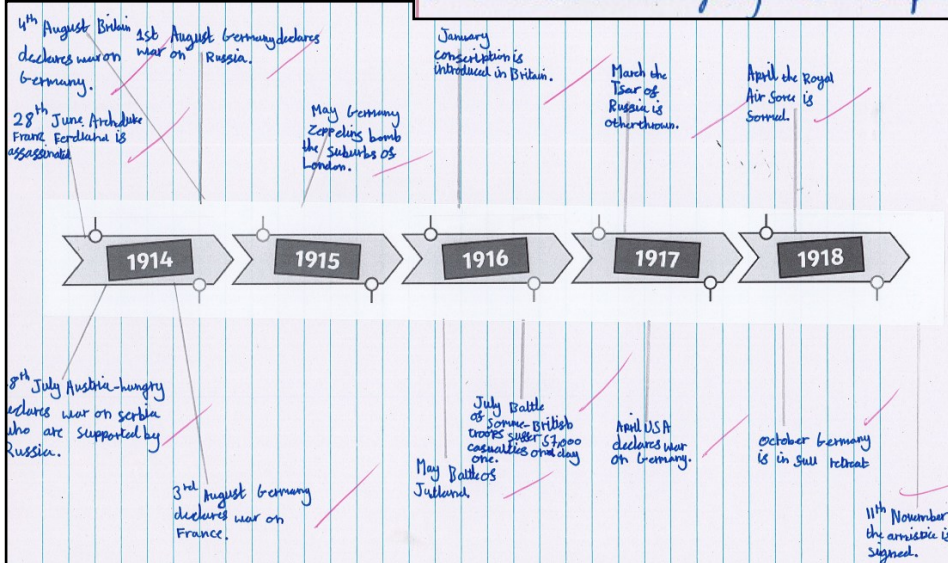 4th August Britain
declares war on
Germany.
1st August Germany declares
war on Russia.
28th June Archduke
Franz Ferdiand is
assassinated
May Germany
Zeppelins bomb
the suburbs of
London.
January
conscription is
introduced in Britain.
March the
Tsar of
Russia is
otherthrown.
April the Royal
Air Force is
formed.
1914
1915
1916
1917
1918
8th July Austria-hungry
eclares war on serbia
who are supported by
Russia.
3rd August Germany
declares war on
France.
May Battle of
Jutland
July Battle
of Somme-British
troops suffer 57,000
casualties on day
one.
April USA
declares war
on Germany.
October Germany
is in full retreat
11th November
the armistice is
signed.